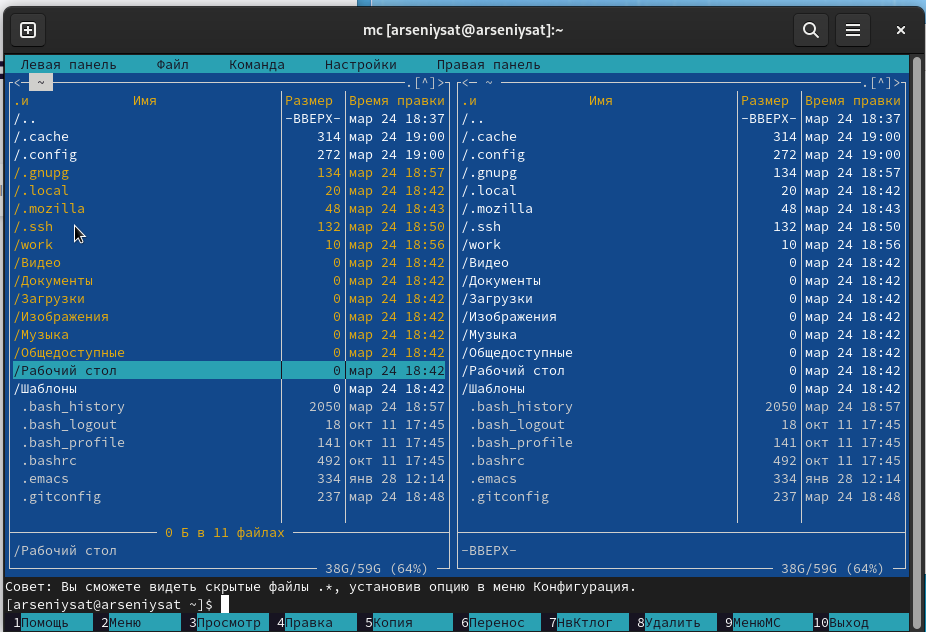 mc [arseniysat@arseniysat]:~
Левая панель Файл Команда Настройки Правая панель
<─ ~ .[^]> <─ ~ .[^]>
.и Имя Размер Время правки .и Имя Размер Время правки
/.. -ВВЕРХ- мар 24 18:37 /.. -ВВЕРХ- мар 24 18:37
/.cache 314 мар 24 19:00 /.cache 314 мар 24 19:00
/.config 272 мар 24 19:00 /.config 272 мар 24 19:00
/.gnupg 134 мар 24 18:57 /.gnupg 134 мар 24 18:57
/.local 20 мар 24 18:42 /.local 20 мар 24 18:42
/.mozilla 48 мар 24 18:43 /.mozilla 48 мар 24 18:43
/.ssh 132 мар 24 18:50 /.ssh 132 мар 24 18:50
/work 10 мар 24 18:56 /work 10 мар 24 18:56
/Видео 0 мар 24 18:42 /Видео 0 мар 24 18:42
/Документы 0 мар 24 18:42 /Документы 0 мар 24 18:42
/Загрузки 0 мар 24 18:42 /Загрузки 0 мар 24 18:42
/Изображения 0 мар 24 18:42 /Изображения 0 мар 24 18:42
/Музыка 0 мар 24 18:42 /Музыка 0 мар 24 18:42
/Общедоступные 0 мар 24 18:42 /Общедоступные 0 мар 24 18:42
/Рабочий стол 0 мар 24 18:42 /Рабочий стол 0 мар 24 18:42
/Шаблоны 0 мар 24 18:42 /Шаблоны 0 мар 24 18:42
.bash_history 2050 мар 24 18:57 .bash_history 2050 мар 24 18:57
.bash_logout 18 окт 11 17:45 .bash_logout 18 окт 11 17:45
.bash_profile 141 окт 11 17:45 .bash_profile 141 окт 11 17:45
.bashrc 492 окт 11 17:45 .bashrc 492 окт 11 17:45
.emacs 334 янв 28 12:14 .emacs 334 янв 28 12:14
.gitconfig 237 мар 24 18:48 .gitconfig 237 мар 24 18:48
0 Б в 11 файлах
/Рабочий стол -ВВЕРХ-
38G/59G (64%) 38G/59G (64%)
Совет: Вы сможете видеть скрытые файлы .*, установив опцию в меню Конфигурация.
[arseniysat@arseniysat ~]$
1Помощь 2Меню 3Просмотр 4Правка 5Копия 6Перенос 7НвКтлог 8Удалить 9МенюМС 10Выход